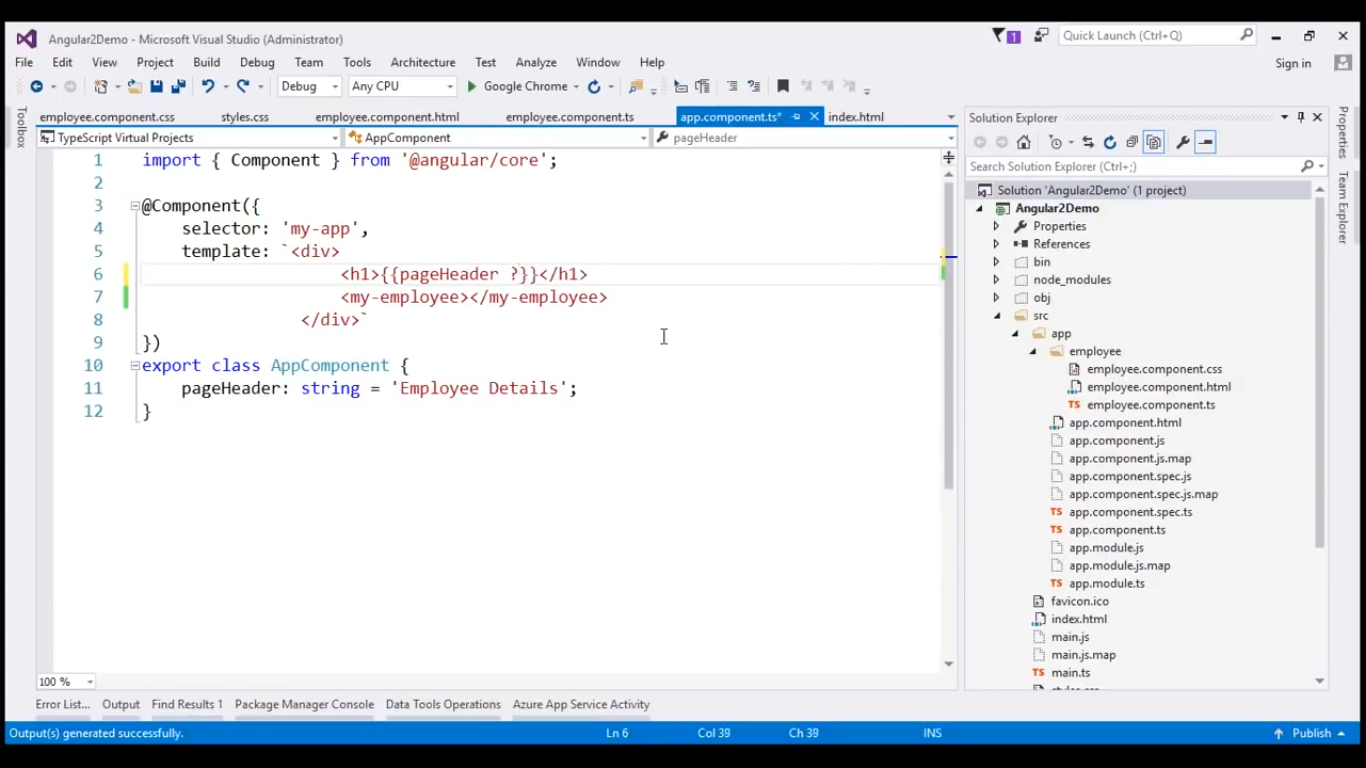 Angular2Demo - Microsoft Visual Studio (Administrator)
1
Quick Launch (Ctrl+Q)
File Edit View Project Build Debug Team Tools Architecture Test Analyze Window Help
Sign in
Debug Any CPU Google Chrome
Toolbox
employee.component.css styles.css employee.component.html employee.component.ts app.component.ts* index.html
TypeScript Virtual Projects AppComponent pageHeader
1 import { Component } from '@angular/core';
2
3 @Component({
4 selector: 'my-app',
5 template: `<div>
6 <h1>{{pageHeader ?}}</h1>
7 <my-employee></my-employee>
8 </div>`
9 })
10 export class AppComponent {
11 pageHeader: string = 'Employee Details';
12 }
100 %
Solution Explorer
Search Solution Explorer (Ctrl+;)
Solution 'Angular2Demo' (1 project)
Angular2Demo
Properties
References
bin
node_modules
obj
src
app
employee
employee.component.css
employee.component.html
employee.component.ts
app.component.html
app.component.js
app.component.js.map
app.component.spec.js
app.component.spec.js.map
app.component.spec.ts
app.component.ts
app.module.js
app.module.js.map
app.module.ts
favicon.ico
index.html
main.js
main.js.map
main.ts
styles.css
Properties
Team Explorer
Error List... Output Find Results 1 Package Manager Console Data Tools Operations Azure App Service Activity
Output(s) generated successfully. Ln 6 Col 39 Ch 39 INS Publish